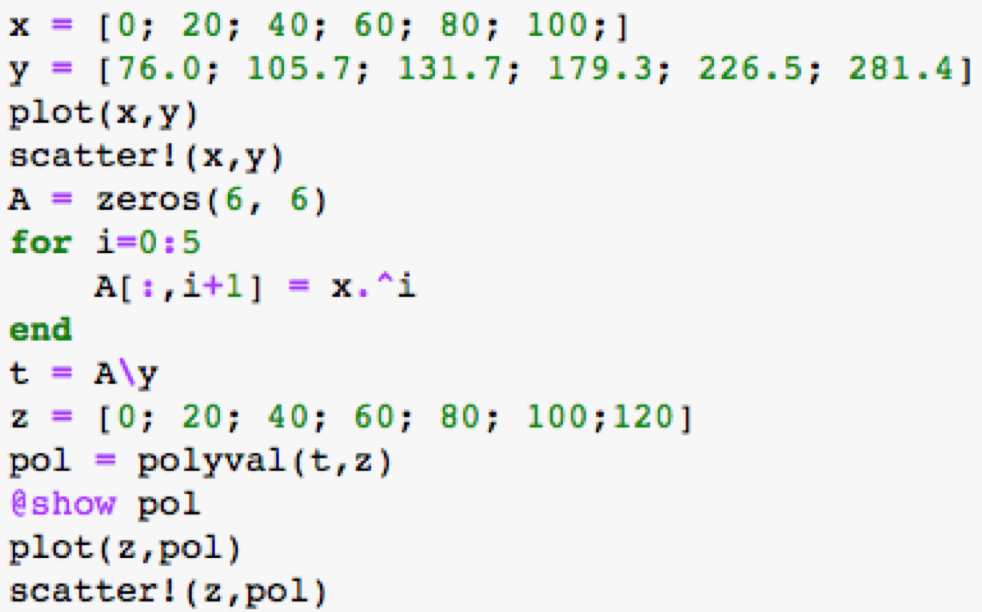 x = [0; 20; 40; 60; 80; 100;]
y = [76.0; 105.7; 131.7; 179.3; 226.5; 281.4]
plot(x,y)
scatter!(x,y)
A = zeros(6, 6)
for i=0:5
    A[:,i+1] = x.^i
end
t = A\y
z = [0; 20; 40; 60; 80; 100;120]
pol = polyval(t,z)
@show pol
plot(z,pol)
scatter!(z,pol)